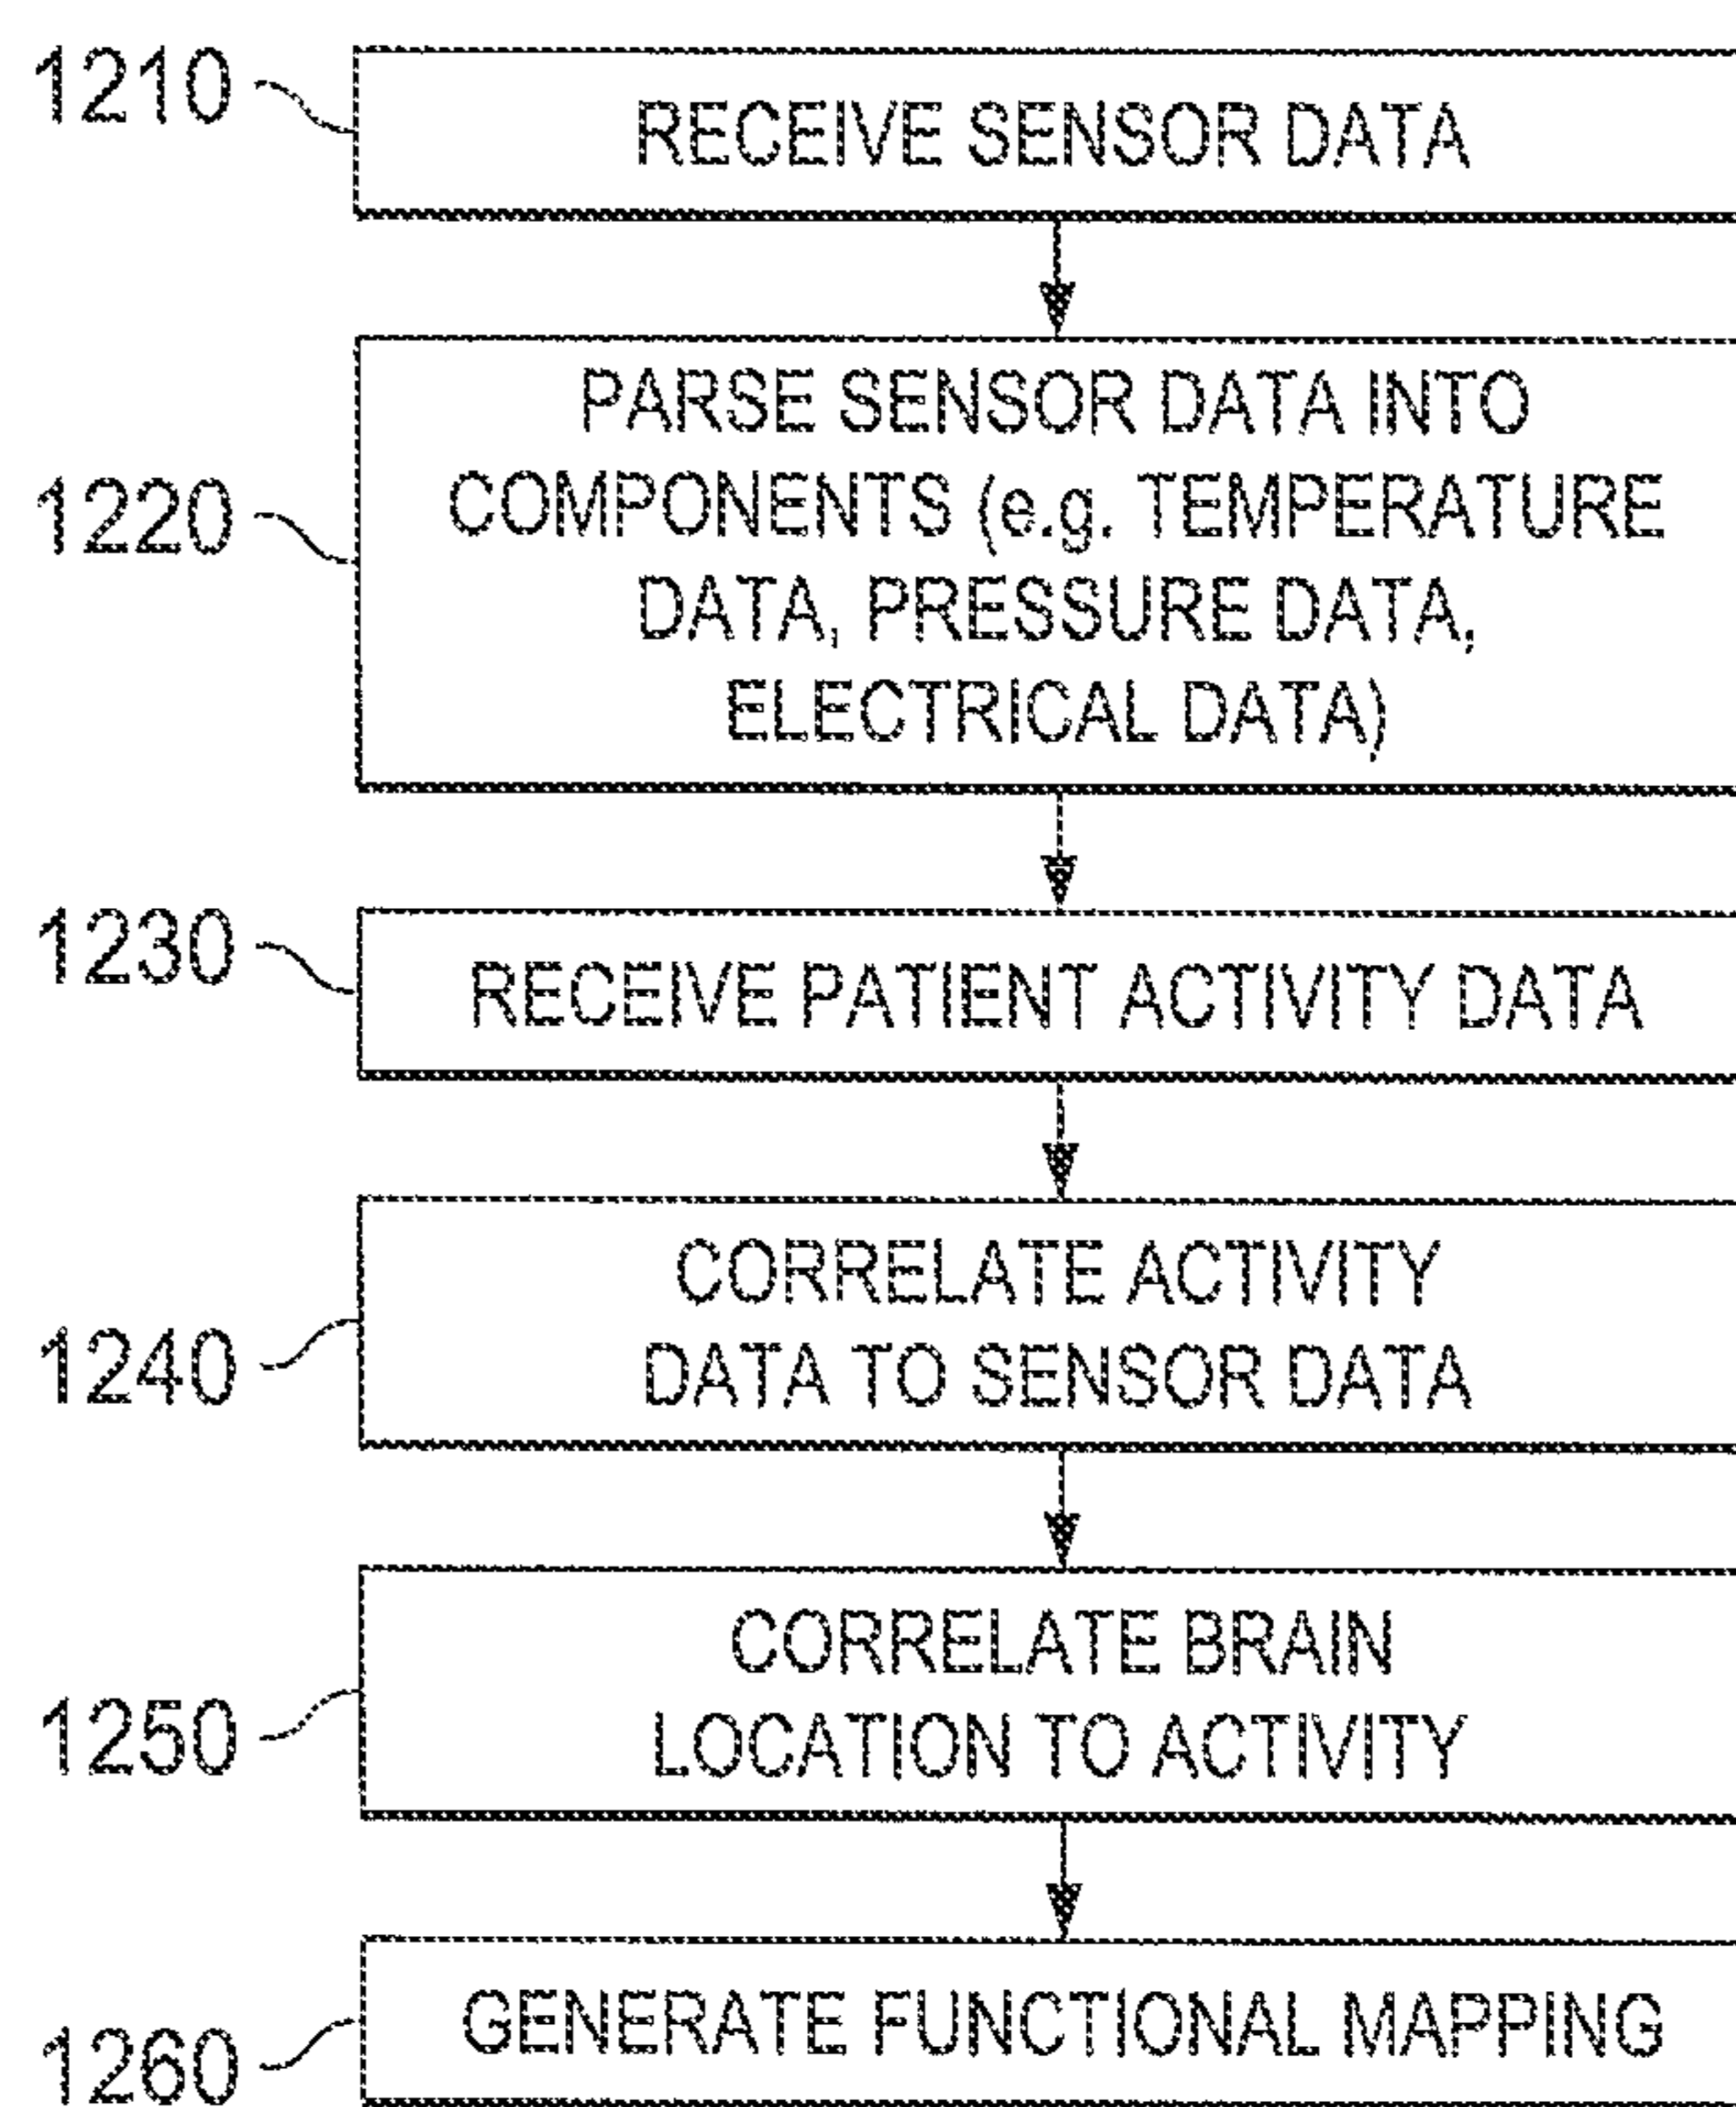 1210
RECEIVE SENSOR DATA
1220
PARSE SENSOR DATA INTO
COMPONENTS (e.g. TEMPERATURE
DATA, PRESSURE DATA,
ELECTRICAL DATA)
1230
RECEIVE PATIENT ACTIVITY DATA
1240
CORRELATE ACTIVITY
DATA TO SENSOR DATA
1250
CORRELATE BRAIN
LOCATION TO ACTIVITY
1260
GENERATE FUNCTIONAL MAPPING